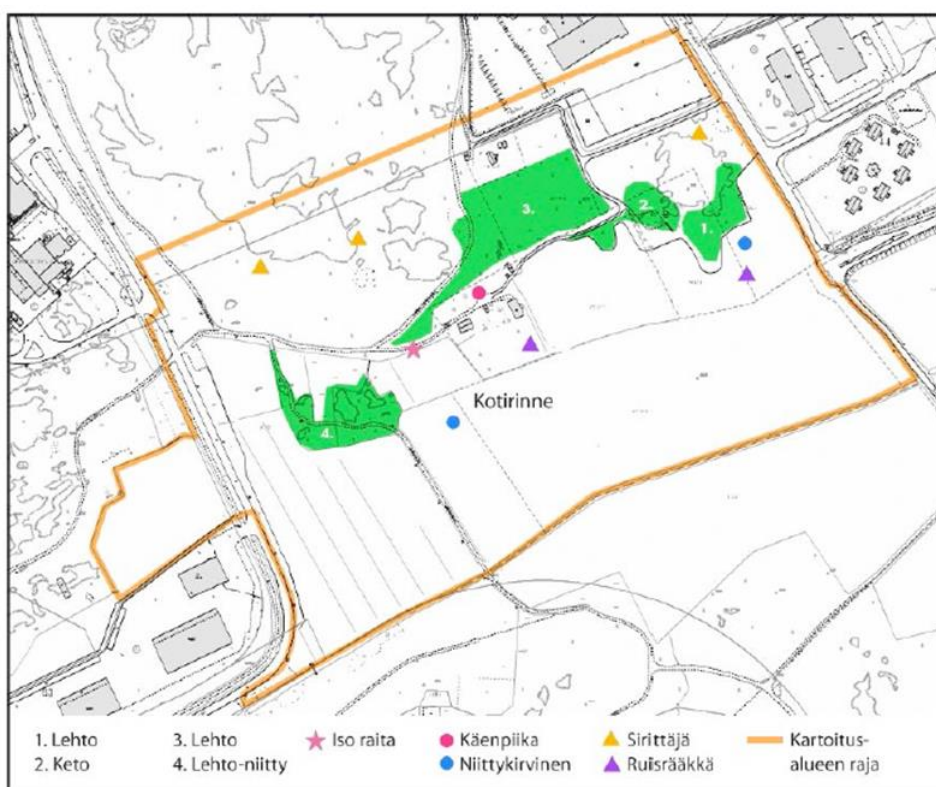 3.
2.
1.
Kotirinne
4.
1. Lehto
2. Keto
3. Lehto
4. Lehto-niitty
Iso raita
Käenpiika
Niittykirvinen
Sirittäjä
Ruisrääkkä
Kartoitus-
alueen raja